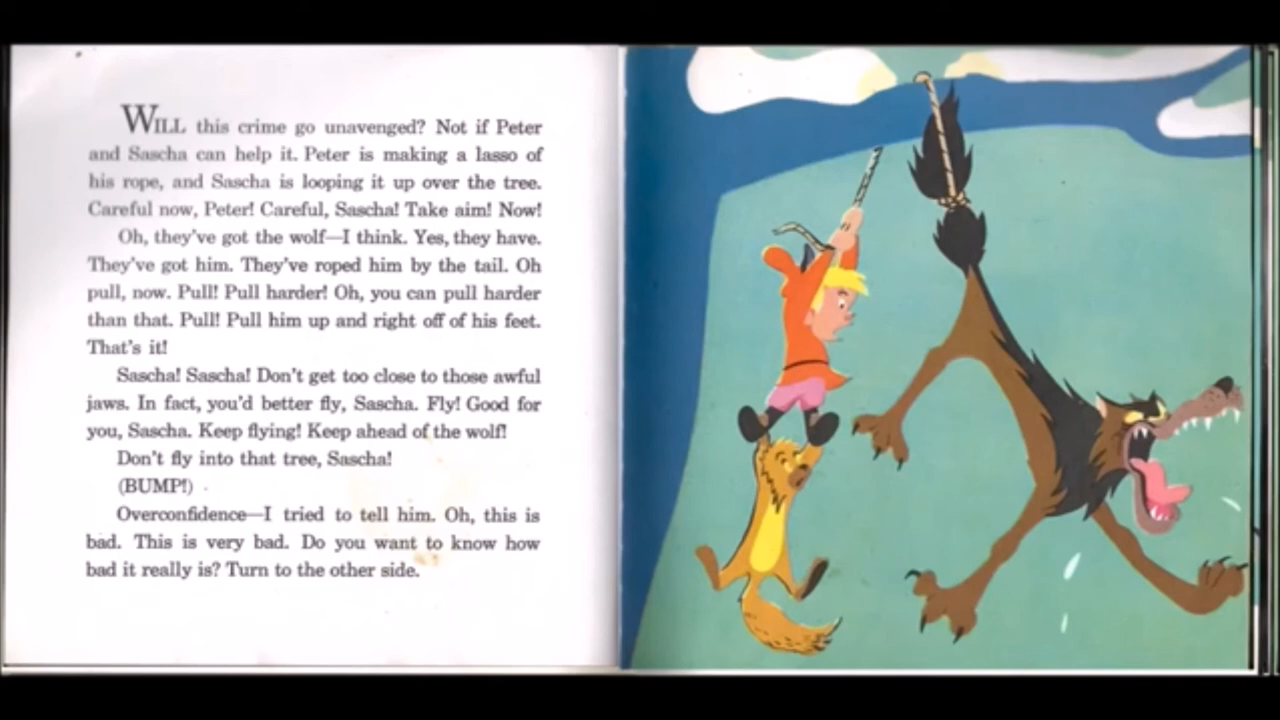 WILL this crime go unavenged? Not if Peter
and Sascha can help it. Peter is making a lasso of
his rope, and Sascha is looping it up over the tree.
Careful now, Peter! Careful, Sascha! Take aim! Now!
Oh, they've got the wolf—I think. Yes, they have.
They've got him. They've roped him by the tail. Oh
pull, now. Pull! Pull harder! Oh, you can pull harder
than that. Pull! Pull him up and right off of his feet.
That's it!
Sascha! Sascha! Don't get too close to those awful
jaws. In fact, you'd better fly, Sascha. Fly! Good for
you, Sascha. Keep flying! Keep ahead of the wolf!
Don't fly into that tree, Sascha!
(BUMP!)
Overconfidence—I tried to tell him. Oh, this is
bad. This is very bad. Do you want to know how
bad it really is? Turn to the other side.